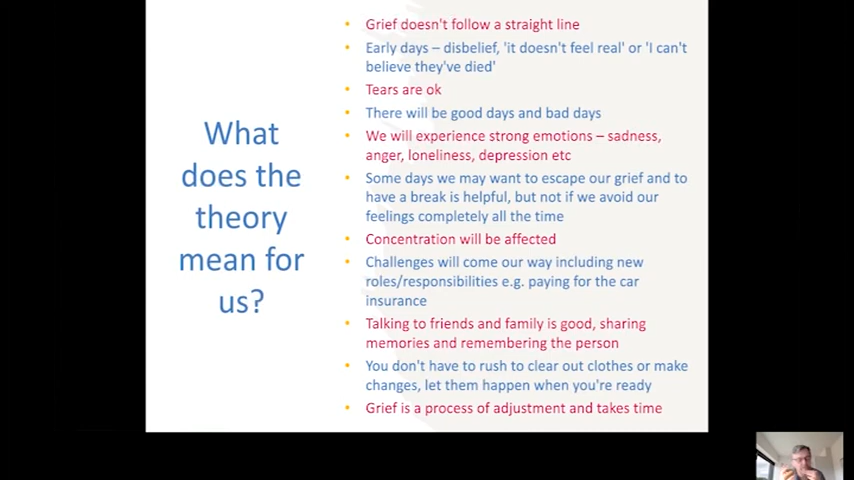 What
does the
theory
mean for
us?
Grief doesn't follow a straight line
Early days – disbelief, 'it doesn't feel real' or 'I can't
believe they've died'
Tears are ok
There will be good days and bad days
We will experience strong emotions – sadness,
anger, loneliness, depression etc
Some days we may want to escape our grief and to
have a break is helpful, but not if we avoid our
feelings completely all the time
Concentration will be affected
Challenges will come our way including new
roles/responsibilities e.g. paying for the car
insurance
Talking to friends and family is good, sharing
memories and remembering the person
You don't have to rush to clear out clothes or make
changes, let them happen when you're ready
Grief is a process of adjustment and takes time